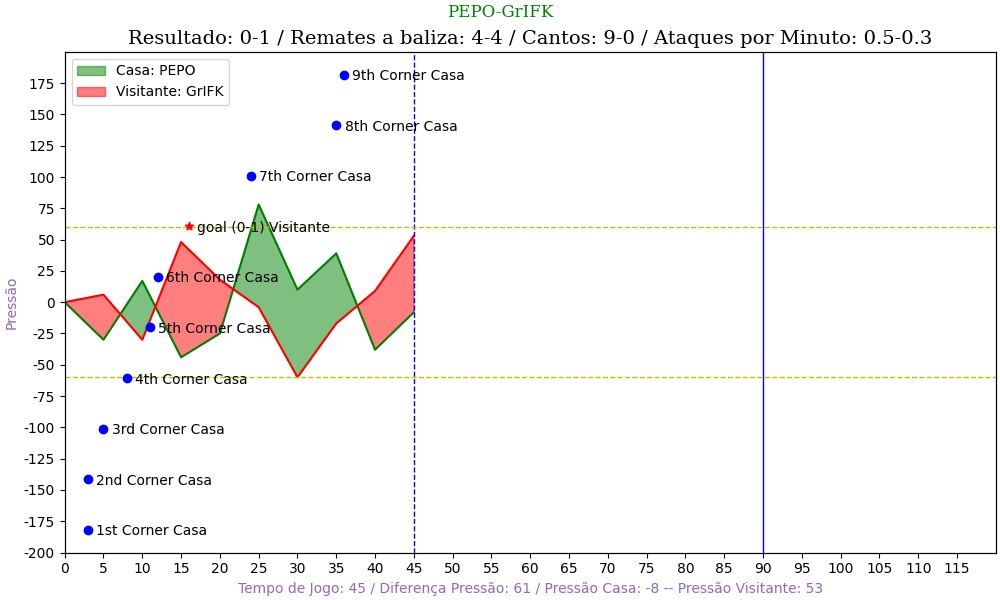 PEPO-GrIFK
Resultado: 0-1 / Remates a baliza: 4-4 / Cantos: 9-0 / Ataques por Minuto: 0.5-0.3
Casa: PEPO
Visitante: GrIFK
9th Corner Casa
8th Corner Casa
7th Corner Casa
goal (0-1) Visitante
6th Corner Casa
5th Corner Casa
4th Corner Casa
3rd Corner Casa
2nd Corner Casa
1st Corner Casa
Pressão
175
150
125
100
75
50
25
0
-25
-50
-75
-100
-125
-150
-175
-200
0 5 10 15 20 25 30 35 40 45 50 55 60 65 70 75 80 85 90 95 100 105 110 115
Tempo de Jogo: 45 / Diferença Pressão: 61 / Pressão Casa: -8 -- Pressão Visitante: 53